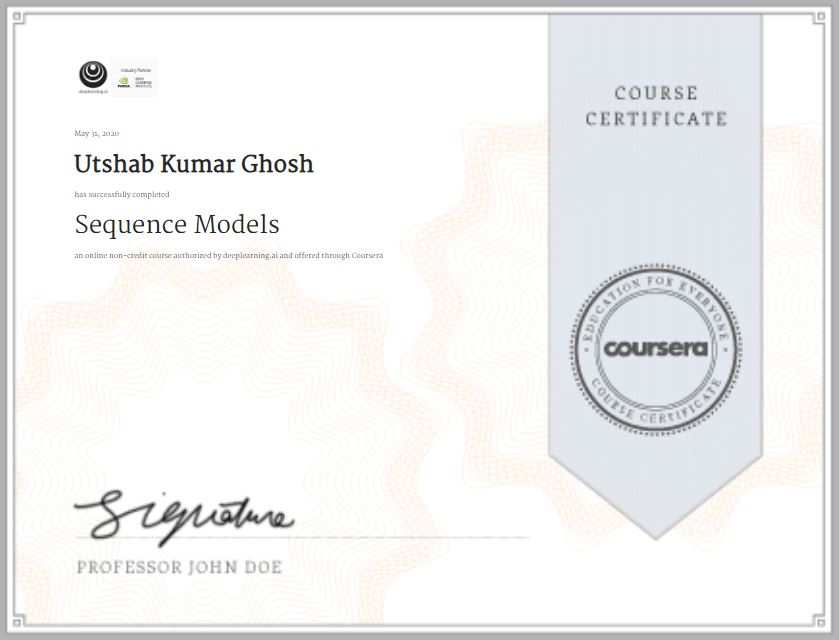 deeplearning.ai
Industry Partner
NVIDIA
DEEP
LEARNING
INSTITUTE
May 31, 2020
Utshab Kumar Ghosh
has successfully completed
Sequence Models
an online non-credit course authorized by deeplearning.ai and offered through Coursera
Signature
PROFESSOR JOHN DOE
COURSE
CERTIFICATE
EDUCATION FOR EVERYONE
coursera
COURSE CERTIFICATE